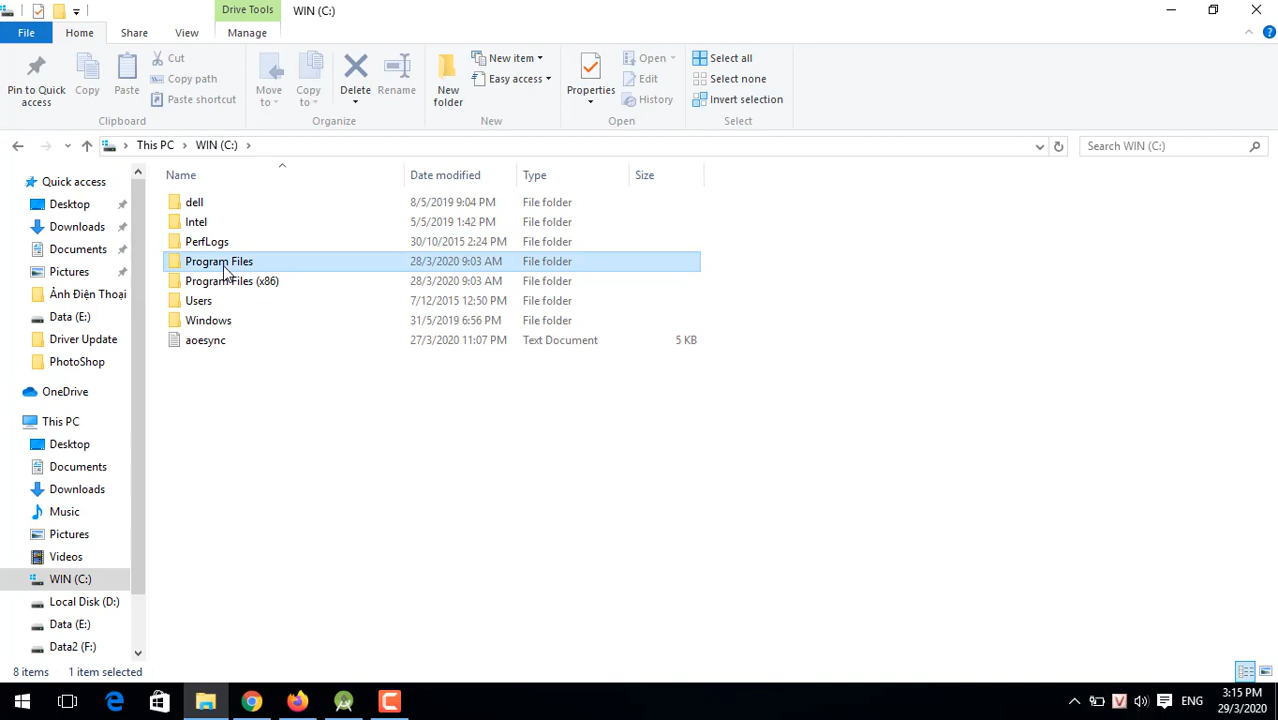 Drive Tools
WIN (C:)
File
Home
Share
View
Manage
Pin to Quick
access
Copy
Paste
Cut
Copy path
Paste shortcut
Clipboard
Move
to
Copy
to
Delete
Rename
Organize
New
folder
New item
Easy access
New
Properties
Open
Edit
History
Open
Select all
Select none
Invert selection
Select
This PC
WIN (C:)
Search WIN (C:)
Quick access
Desktop
Downloads
Documents
Pictures
Ảnh Điện Thoại
Data (E:)
Driver Update
PhotoShop
OneDrive
This PC
Desktop
Documents
Downloads
Music
Pictures
Videos
WIN (C:)
Local Disk (D:)
Data (E:)
Data2 (F:)
Name Date modified Type Size
dell 8/5/2019 9:04 PM File folder
Intel 5/5/2019 1:42 PM File folder
PerfLogs 30/10/2015 2:24 PM File folder
Program Files 28/3/2020 9:03 AM File folder
Program Files (x86) 28/3/2020 9:03 AM File folder
Users 7/12/2015 12:50 PM File folder
Windows 31/5/2019 6:56 PM File folder
aoesync 27/3/2020 11:07 PM Text Document 5 KB
8 items 1 item selected
V
ENG
3:15 PM
29/3/2020